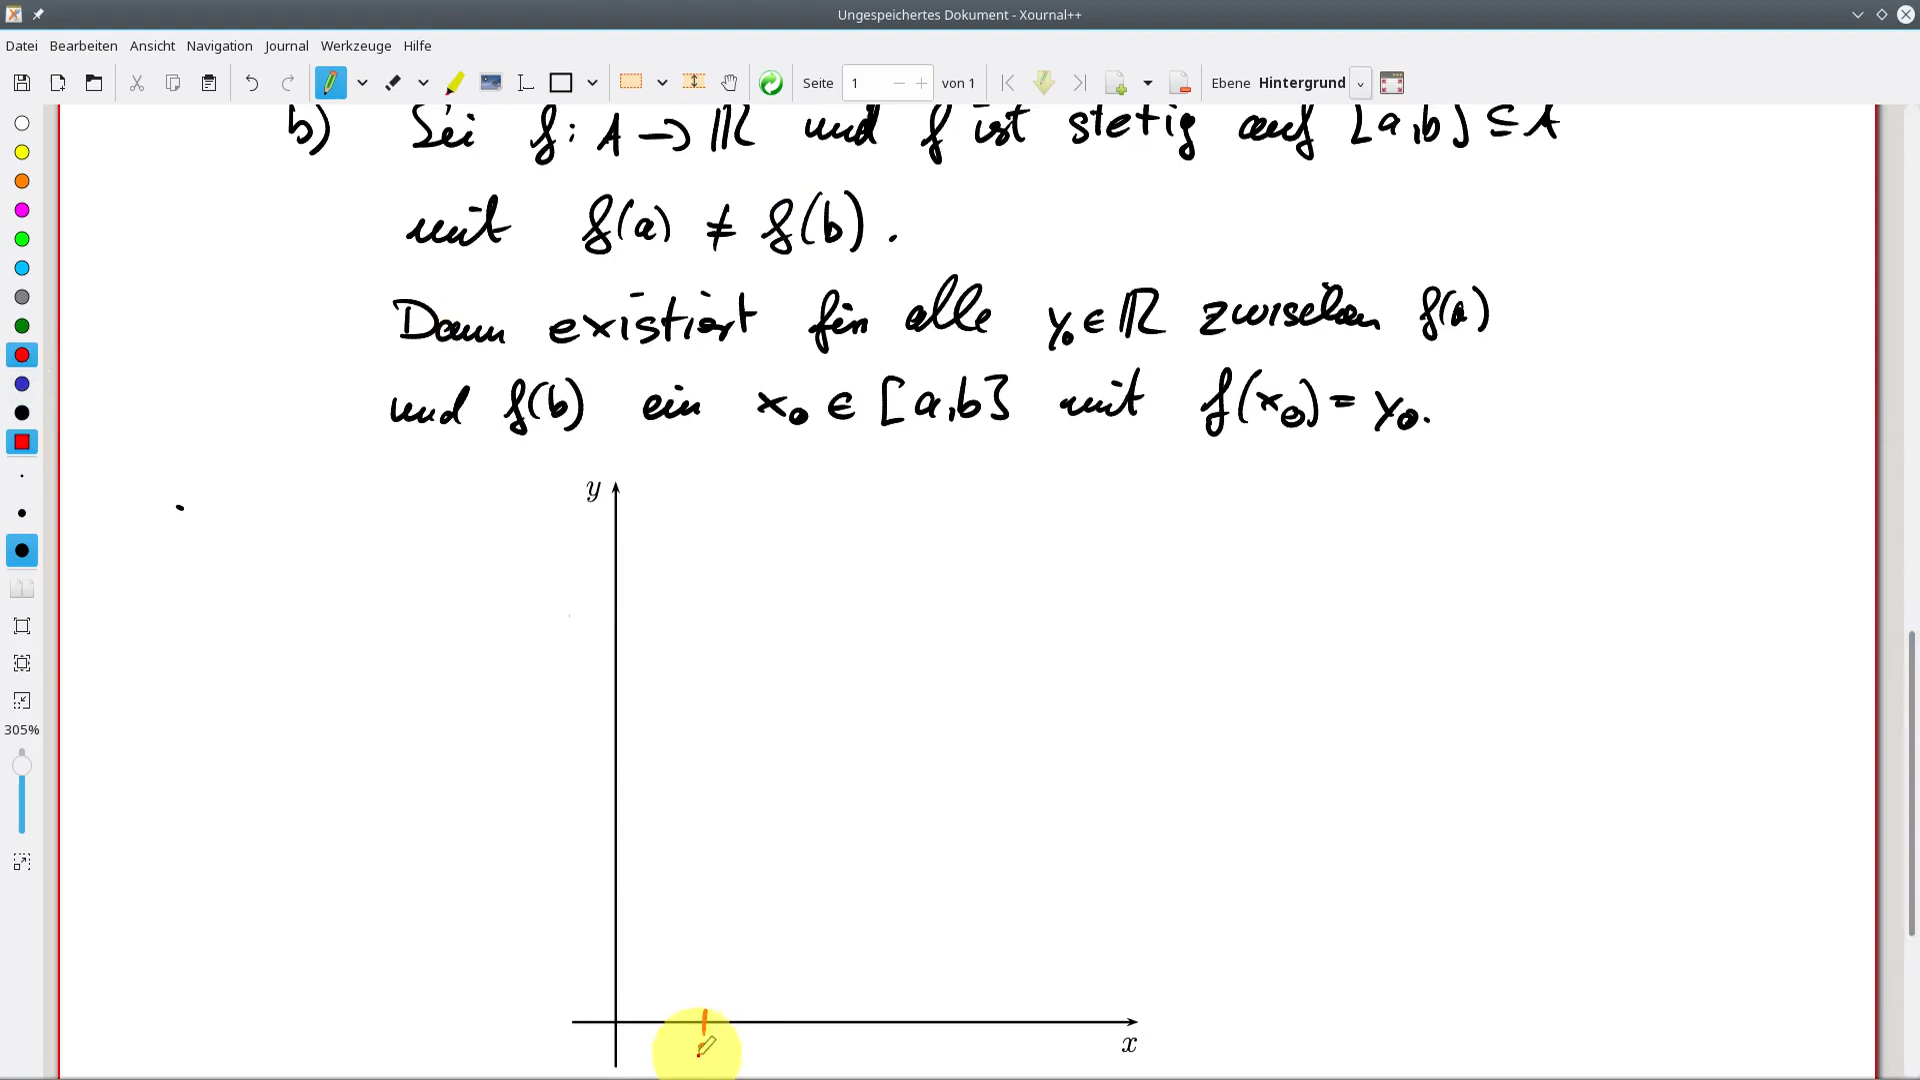 Ungespeichertes Dokument - Xournal++
Datei Bearbeiten Ansicht Navigation Journal Werkzeuge Hilfe
Seite 1 von 1 Ebene Hintergrund
305%
b) Sei f : A → ℝ und f ist stetig auf [a,b] ⊆ A
mit f(a) ≠ f(b).
Dann existiert für alle y₀ ∈ ℝ zwischen f(a)
und f(b) ein x₀ ∈ [a,b] mit f(x₀) = y₀.
y
x